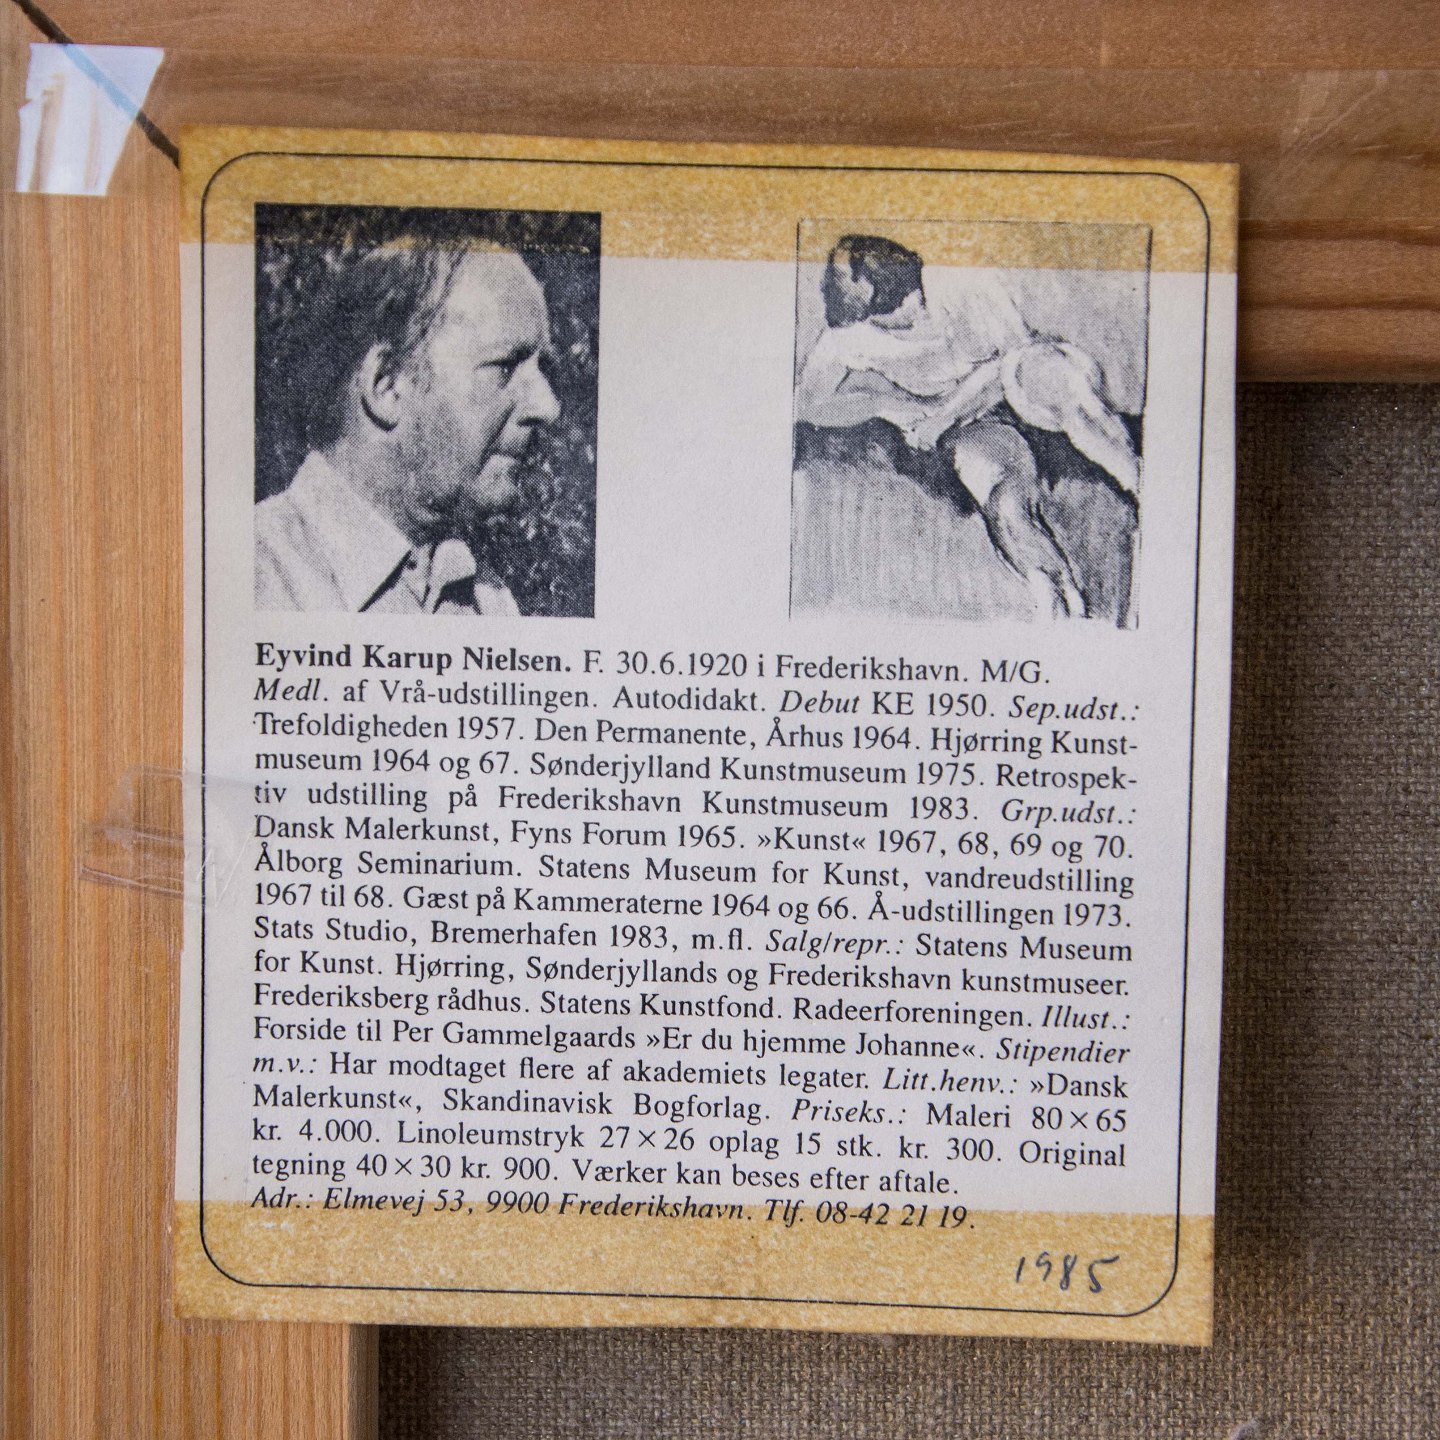 Eyvind Karup Nielsen. F. 30.6.1920 i Frederikshavn. M/G.
Medl. af Vrå-udstillingen. Autodidakt. Debut KE 1950. Sep.udst.:
Trefoldigheden 1957. Den Permanente, Århus 1964. Hjørring Kunst-
museum 1964 og 67. Sønderjylland Kunstmuseum 1975. Retrospek-
tiv udstilling på Frederikshavn Kunstmuseum 1983. Grp.udst.:
Dansk Malerkunst, Fyns Forum 1965. »Kunst« 1967, 68, 69 og 70.
Ålborg Seminarium. Statens Museum for Kunst, vandreudstilling
1967 til 68. Gæst på Kammeraterne 1964 og 66. Å-udstillingen 1973.
Stats Studio, Bremerhafen 1983, m.fl. Salg/repr.: Statens Museum
for Kunst. Hjørring, Sønderjyllands og Frederikshavn kunstmuseer.
Frederiksberg rådhus. Statens Kunstfond. Radeerforeningen. Illust.:
Forside til Per Gammelgaards »Er du hjemme Johanne«. Stipendier
m.v.: Har modtaget flere af akademiets legater. Litt.henv.: »Dansk
Malerkunst«, Skandinavisk Bogforlag. Priseks.: Maleri 80×65
kr. 4.000. Linoleumstryk 27×26 oplag 15 stk. kr. 300. Original
tegning 40×30 kr. 900. Værker kan beses efter aftale.
Adr.: Elmevej 53, 9900 Frederikshavn. Tlf. 08-42 21 19.
1985